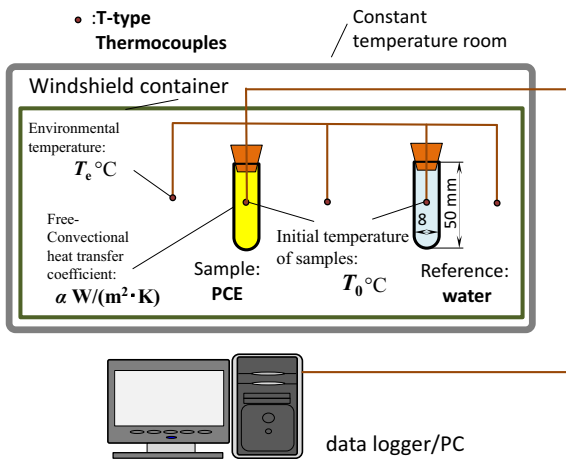 :T-type
Thermocouples
Constant
temperature room
Windshield container
Environmental
temperature:
Te °C
Free-
Convectional
heat transfer
coefficient:
α W/(m²・K)
Sample:
PCE
Initial temperature
of samples:
T0 °C
8
50 mm
Reference:
water
data logger/PC